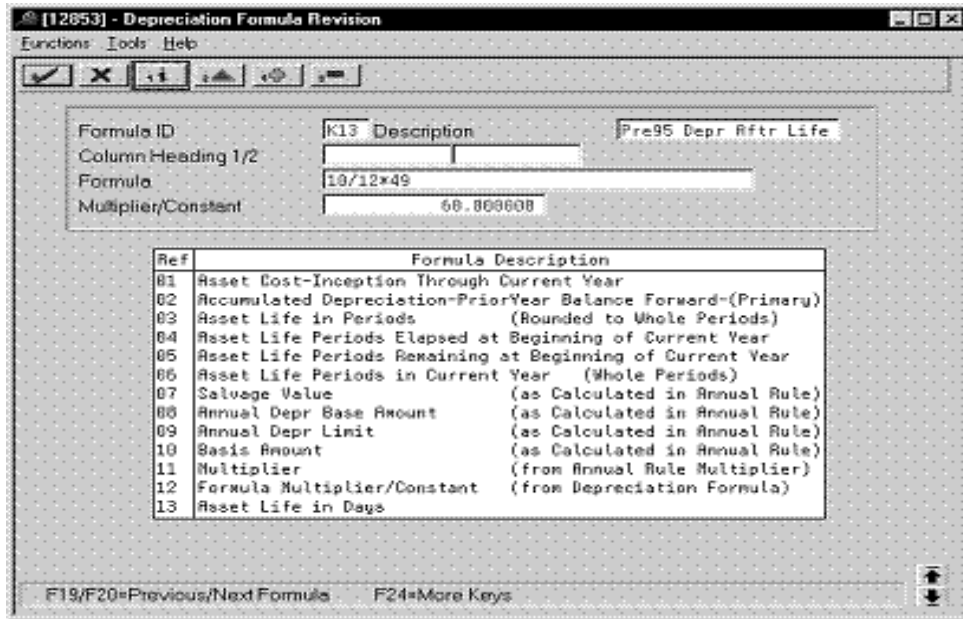 [12853] - Depreciation Formula Revision
Functions Tools Help
Formula ID K13 Description Pre95 Depr Aftr Life
Column Heading 1/2
Formula 10/12*49
Multiplier/Constant 60.000000
Ref Formula Description
01 Asset Cost-Inception Through Current Year
02 Accumulated Depreciation-PriorYear Balance Forward-(Primary)
03 Asset Life in Periods (Rounded to Whole Periods)
04 Asset Life Periods Elapsed at Beginning of Current Year
05 Asset Life Periods Remaining at Beginning of Current Year
06 Asset Life Periods in Current Year (Whole Periods)
07 Salvage Value (as Calculated in Annual Rule)
08 Annual Depr Base Amount (as Calculated in Annual Rule)
09 Annual Depr Limit (as Calculated in Annual Rule)
10 Basis Amount (as Calculated in Annual Rule)
11 Multiplier (from Annual Rule Multiplier)
12 Formula Multiplier/Constant (from Depreciation Formula)
13 Asset Life in Days
F19/F20=Previous/Next Formula F24=More Keys